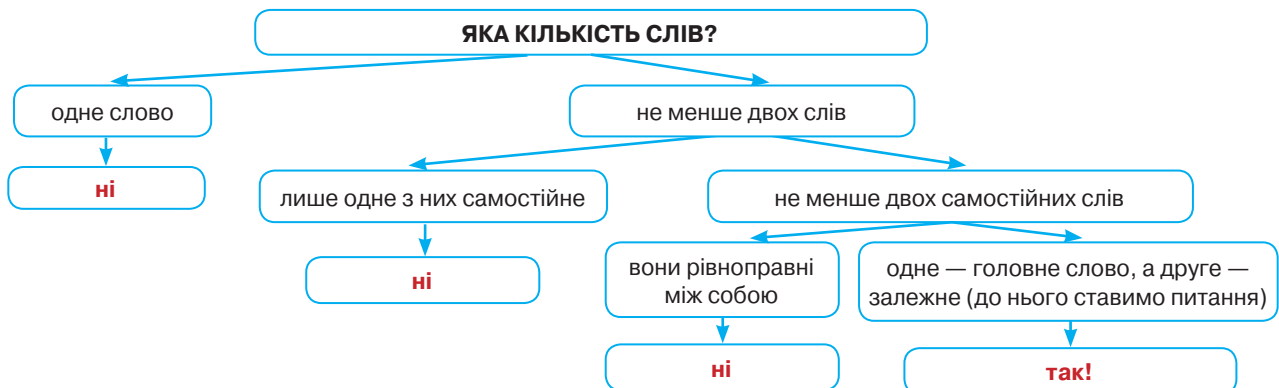 ЯКА КІЛЬКІСТЬ СЛІВ?
одне слово
не менше двох слів
ні
лише одне з них самостійне
не менше двох самостійних слів
ні
вони рівноправні
між собою
одне — головне слово, а друге —
залежне (до нього ставимо питання)
ні
так!